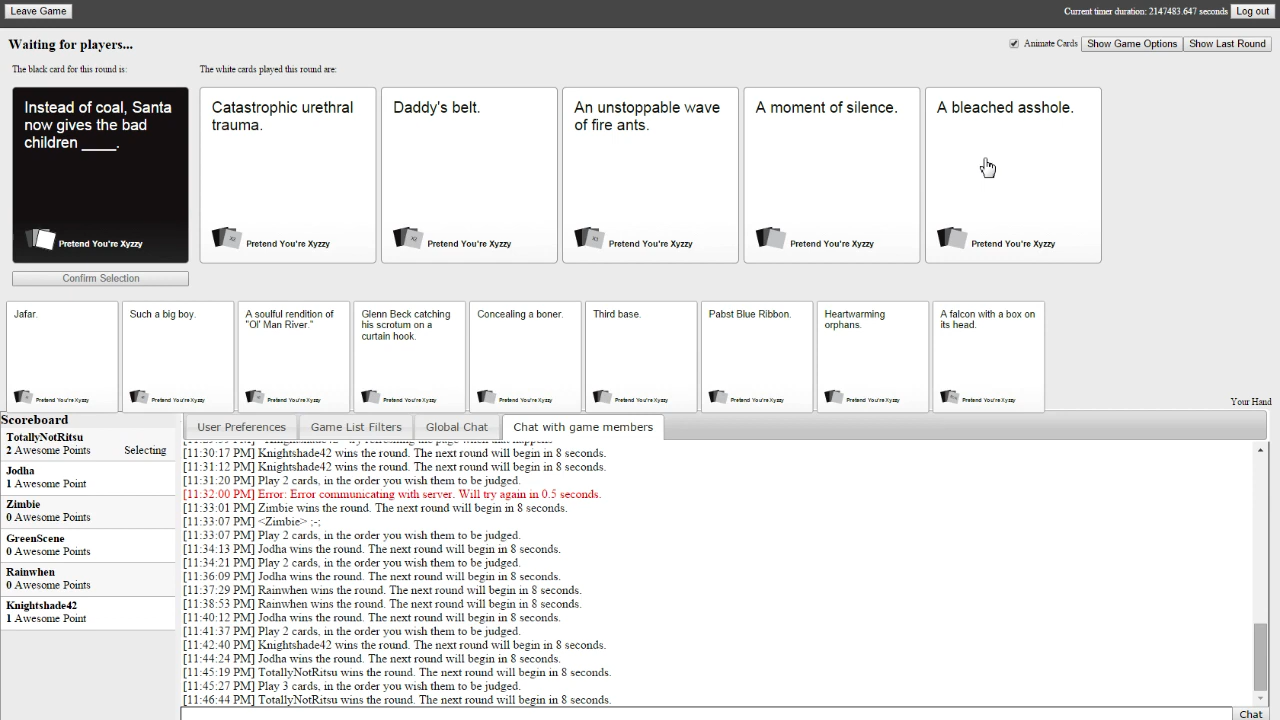 Leave Game
Current timer duration: 2147483.647 seconds
Log out
Waiting for players...
Animate Cards
Show Game Options
Show Last Round
The black card for this round is:
The white cards played this round are:
Instead of coal, Santa
now gives the bad
children ____.
Pretend You're Xyzzy
Catastrophic urethral
trauma.
X3
Pretend You're Xyzzy
Daddy's belt.
X2
Pretend You're Xyzzy
An unstoppable wave
of fire ants.
X3
Pretend You're Xyzzy
A moment of silence.
Pretend You're Xyzzy
A bleached asshole.
Pretend You're Xyzzy
Confirm Selection
Jafar.
Pretend You're Xyzzy
Such a big boy.
Pretend You're Xyzzy
A soulful rendition of
"Ol' Man River."
Pretend You're Xyzzy
Glenn Beck catching
his scrotum on a
curtain hook.
Pretend You're Xyzzy
Concealing a boner.
Pretend You're Xyzzy
Third base.
Pretend You're Xyzzy
Pabst Blue Ribbon.
Pretend You're Xyzzy
Heartwarming
orphans.
Pretend You're Xyzzy
A falcon with a box on
its head.
Pretend You're Xyzzy
Your Hand
Scoreboard
TotallyNotRitsu
2 Awesome Points
Selecting
Jodha
1 Awesome Point
Zimbie
0 Awesome Points
GreenScene
0 Awesome Points
Rainwhen
0 Awesome Points
Knightshade42
1 Awesome Point
User Preferences
Game List Filters
Global Chat
Chat with game members
[11:30:17 PM] Knightshade42 wins the round. The next round will begin in 8 seconds.
[11:31:12 PM] Knightshade42 wins the round. The next round will begin in 8 seconds.
[11:31:20 PM] Play 2 cards, in the order you wish them to be judged.
[11:32:00 PM] Error: Error communicating with server. Will try again in 0.5 seconds.
[11:33:01 PM] Zimbie wins the round. The next round will begin in 8 seconds.
[11:33:07 PM] <Zimbie> ;-;
[11:33:07 PM] Play 2 cards, in the order you wish them to be judged.
[11:34:13 PM] Jodha wins the round. The next round will begin in 8 seconds.
[11:34:21 PM] Play 2 cards, in the order you wish them to be judged.
[11:36:09 PM] Jodha wins the round. The next round will begin in 8 seconds.
[11:37:29 PM] Rainwhen wins the round. The next round will begin in 8 seconds.
[11:38:53 PM] Rainwhen wins the round. The next round will begin in 8 seconds.
[11:40:12 PM] Jodha wins the round. The next round will begin in 8 seconds.
[11:41:37 PM] Play 2 cards, in the order you wish them to be judged.
[11:42:40 PM] Knightshade42 wins the round. The next round will begin in 8 seconds.
[11:44:24 PM] Jodha wins the round. The next round will begin in 8 seconds.
[11:45:19 PM] TotallyNotRitsu wins the round. The next round will begin in 8 seconds.
[11:45:27 PM] Play 3 cards, in the order you wish them to be judged.
[11:46:44 PM] TotallyNotRitsu wins the round. The next round will begin in 8 seconds.
Chat